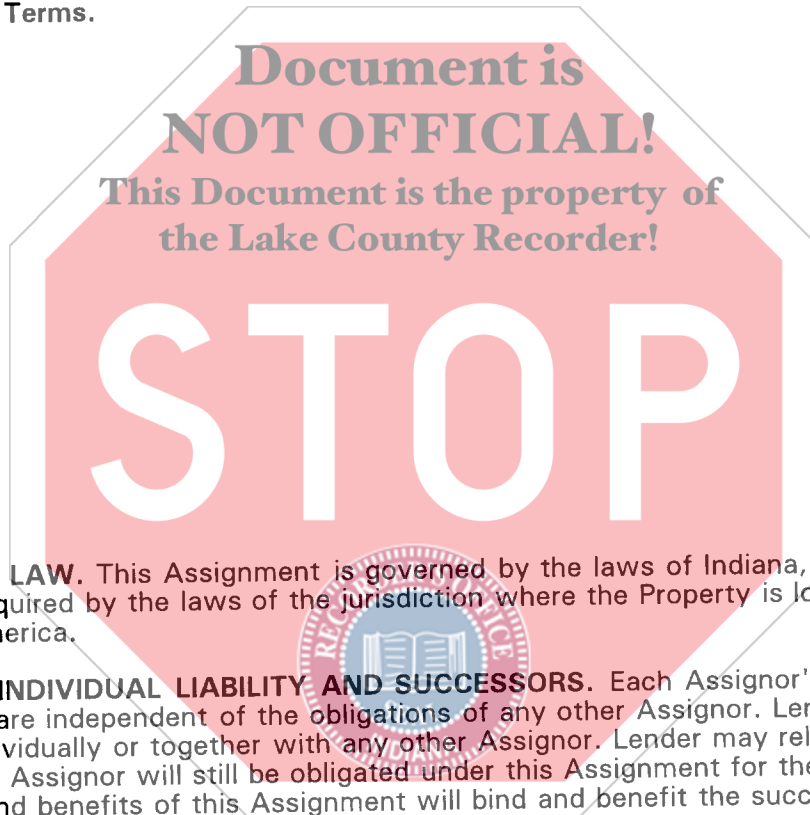 Terms.
Document is
NOT OFFICIAL!
This Document is the property of
the Lake County Recorder!
STOP
LAW. This Assignment is governed by the laws of Indiana,
quired by the laws of the jurisdiction where the Property is lo
erica.
RECORDER'S OFFICE
INDIVIDUAL LIABILITY AND SUCCESSORS. Each Assignor'
are independent of the obligations of any other Assignor. Ler
vidually or together with any other Assignor. Lender may rel
Assignor will still be obligated under this Assignment for the
nd benefits of this Assignment will bind and benefit the succ
INDIANA